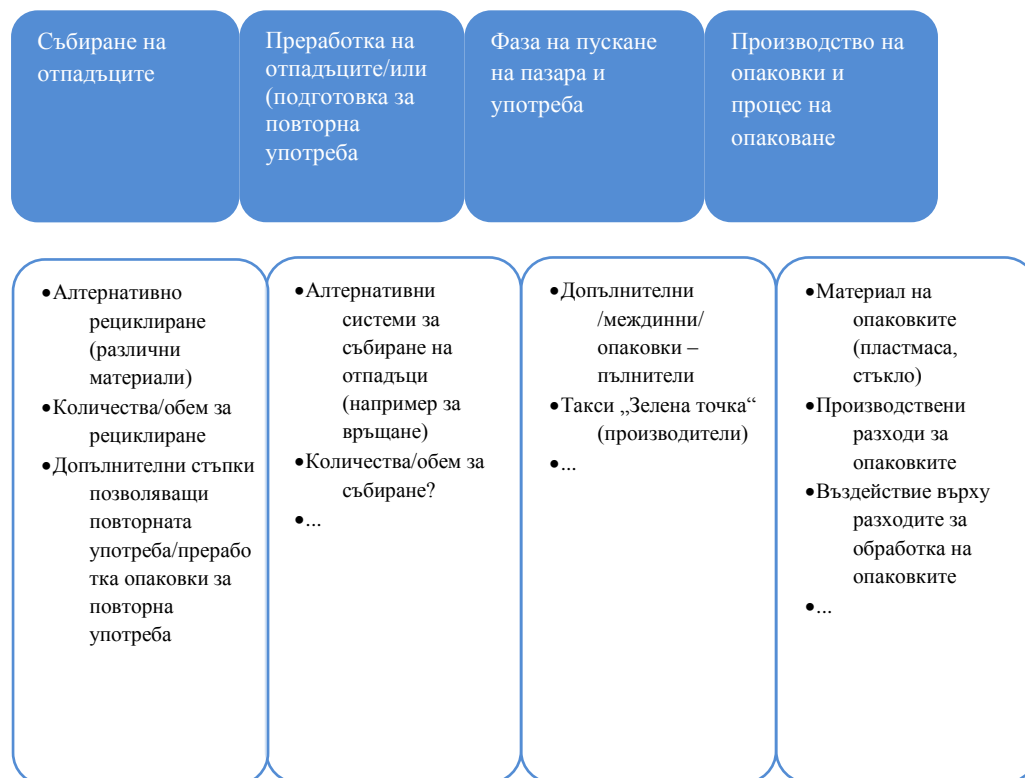 Събиране на
отпадъците
Преработка на
отпадъците/или
(подготовка за
повторна
употреба
Фаза на пускане
на пазара и
употреба
Производство на
опаковки и
процес на
опаковане
•Алтернативно
рециклиране
(различни
материали)
•Количества/обем за
рециклиране
•Допълнителни стъпки
позволяващи
повторната
употреба/прерабо
тка опаковки за
повторна
употреба
•Алтернативни
системи за
събиране на
отпадъци
(например за
връщане)
•Количества/обем за
събиране?
•...
•Допълнителни
/междинни/
опаковки –
пълнители
•Такси „Зелена точка“
(производители)
•...
•Материал на
опаковките
(пластмаса,
стъкло)
•Производствени
разходи за
опаковките
•Въздействие върху
разходите за
обработка на
опаковките
•...